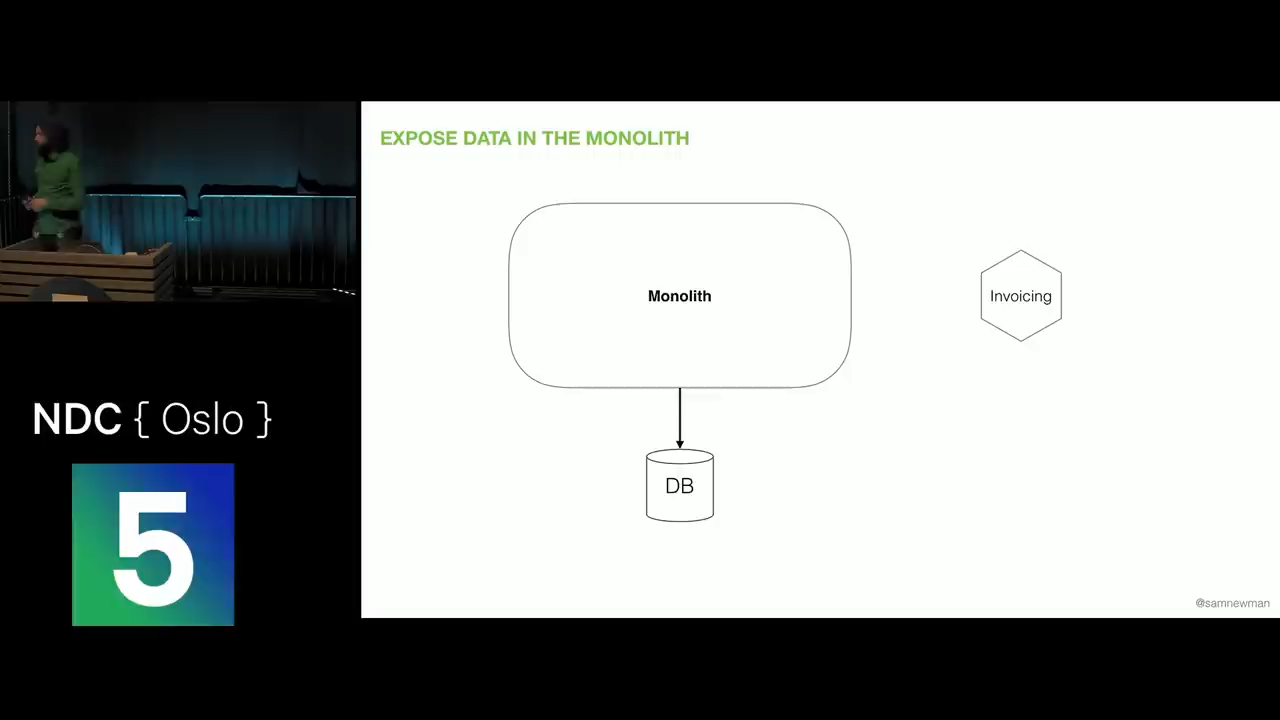 EXPOSE DATA IN THE MONOLITH
Monolith
Invoicing
DB
NDC { Oslo }
5
@samnewman